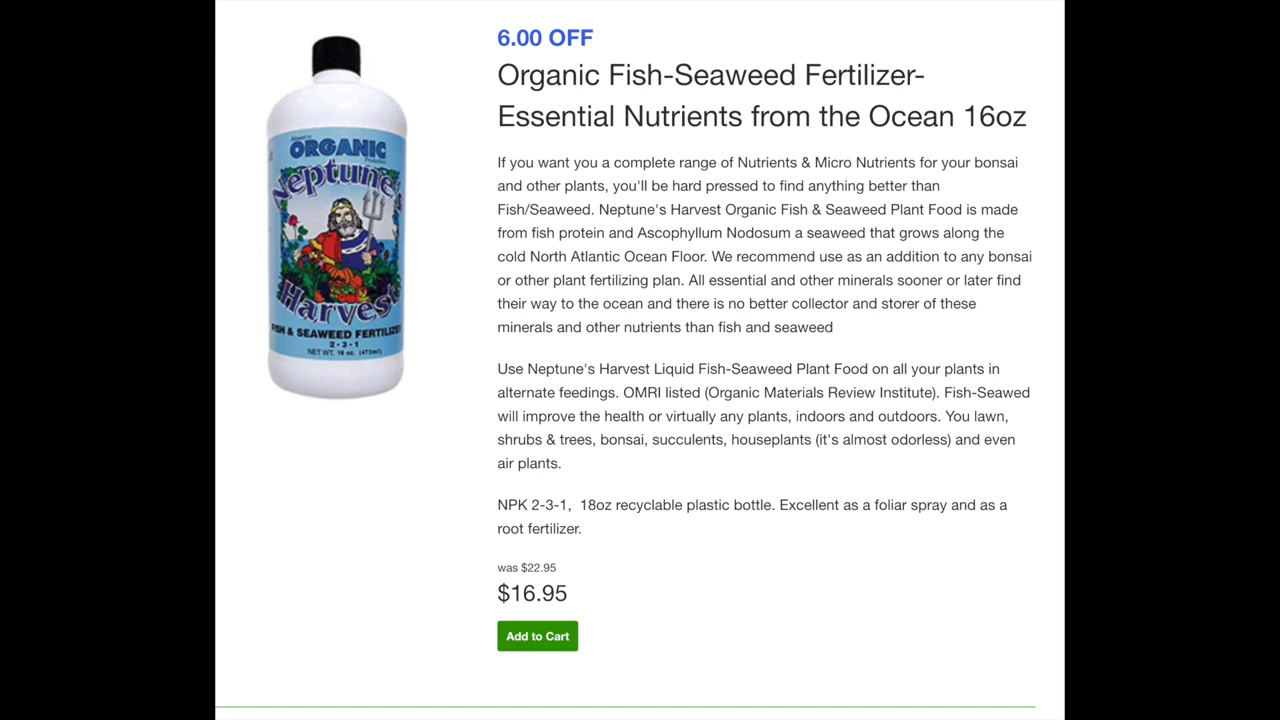 6.00 OFF
Organic Fish-Seaweed Fertilizer-
Essential Nutrients from the Ocean 16oz
If you want you a complete range of Nutrients & Micro Nutrients for your bonsai
and other plants, you'll be hard pressed to find anything better than
Fish/Seaweed. Neptune's Harvest Organic Fish & Seaweed Plant Food is made
from fish protein and Ascophyllum Nodosum a seaweed that grows along the
cold North Atlantic Ocean Floor. We recommend use as an addition to any bonsai
or other plant fertilizing plan. All essential and other minerals sooner or later find
their way to the ocean and there is no better collector and storer of these
minerals and other nutrients than fish and seaweed
Use Neptune's Harvest Liquid Fish-Seaweed Plant Food on all your plants in
alternate feedings. OMRI listed (Organic Materials Review Institute). Fish-Seawed
will improve the health or virtually any plants, indoors and outdoors. You lawn,
shrubs & trees, bonsai, succulents, houseplants (it's almost odorless) and even
air plants.
NPK 2-3-1, 18oz recyclable plastic bottle. Excellent as a foliar spray and as a
root fertilizer.
was $22.95
$16.95
Add to Cart
ORGANIC
Neptune's
Harvest
FISH & SEAWEED FERTILIZER
2-3-1
NET WT. 18 oz. (473ml)